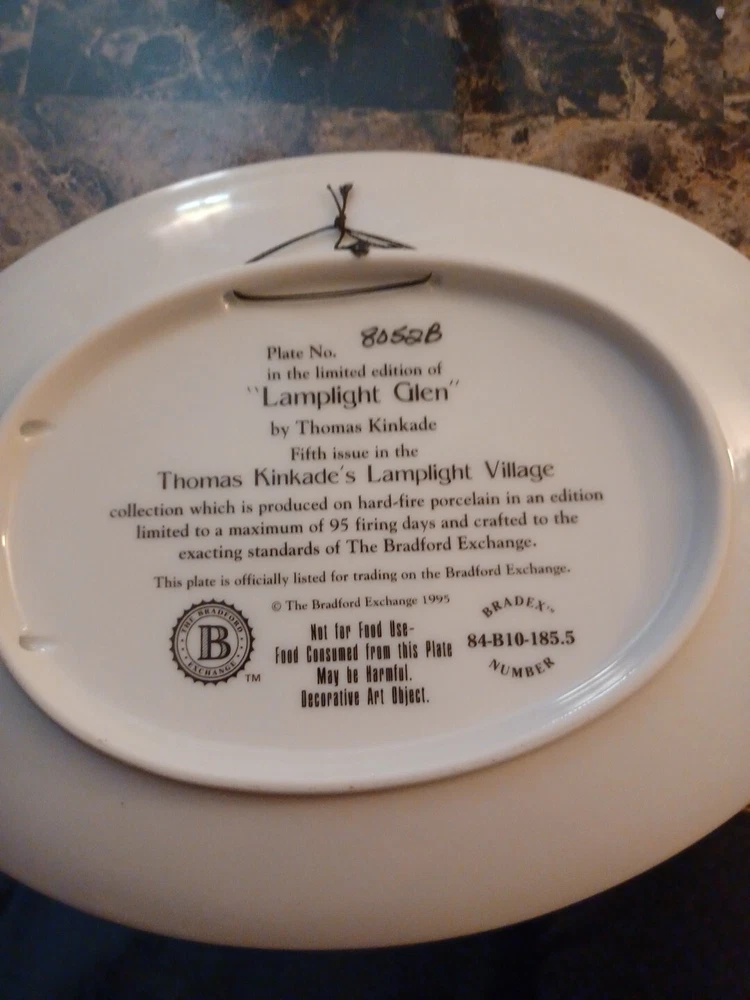 Plate No. 8052B
in the limited edition of
"Lamplight Glen"
by Thomas Kinkade
Fifth issue in the
Thomas Kinkade's Lamplight Village
collection which is produced on hard-fire porcelain in an edition
limited to a maximum of 95 firing days and crafted to the
exacting standards of The Bradford Exchange.
This plate is officially listed for trading on the Bradford Exchange.
© The Bradford Exchange 1995
THE BRADFORD
B
EXCHANGE
TM
Not for Food Use-
Food Consumed from this Plate
May be Harmful.
Decorative Art Object.
BRADEX™
84-B10-185.5
NUMBER